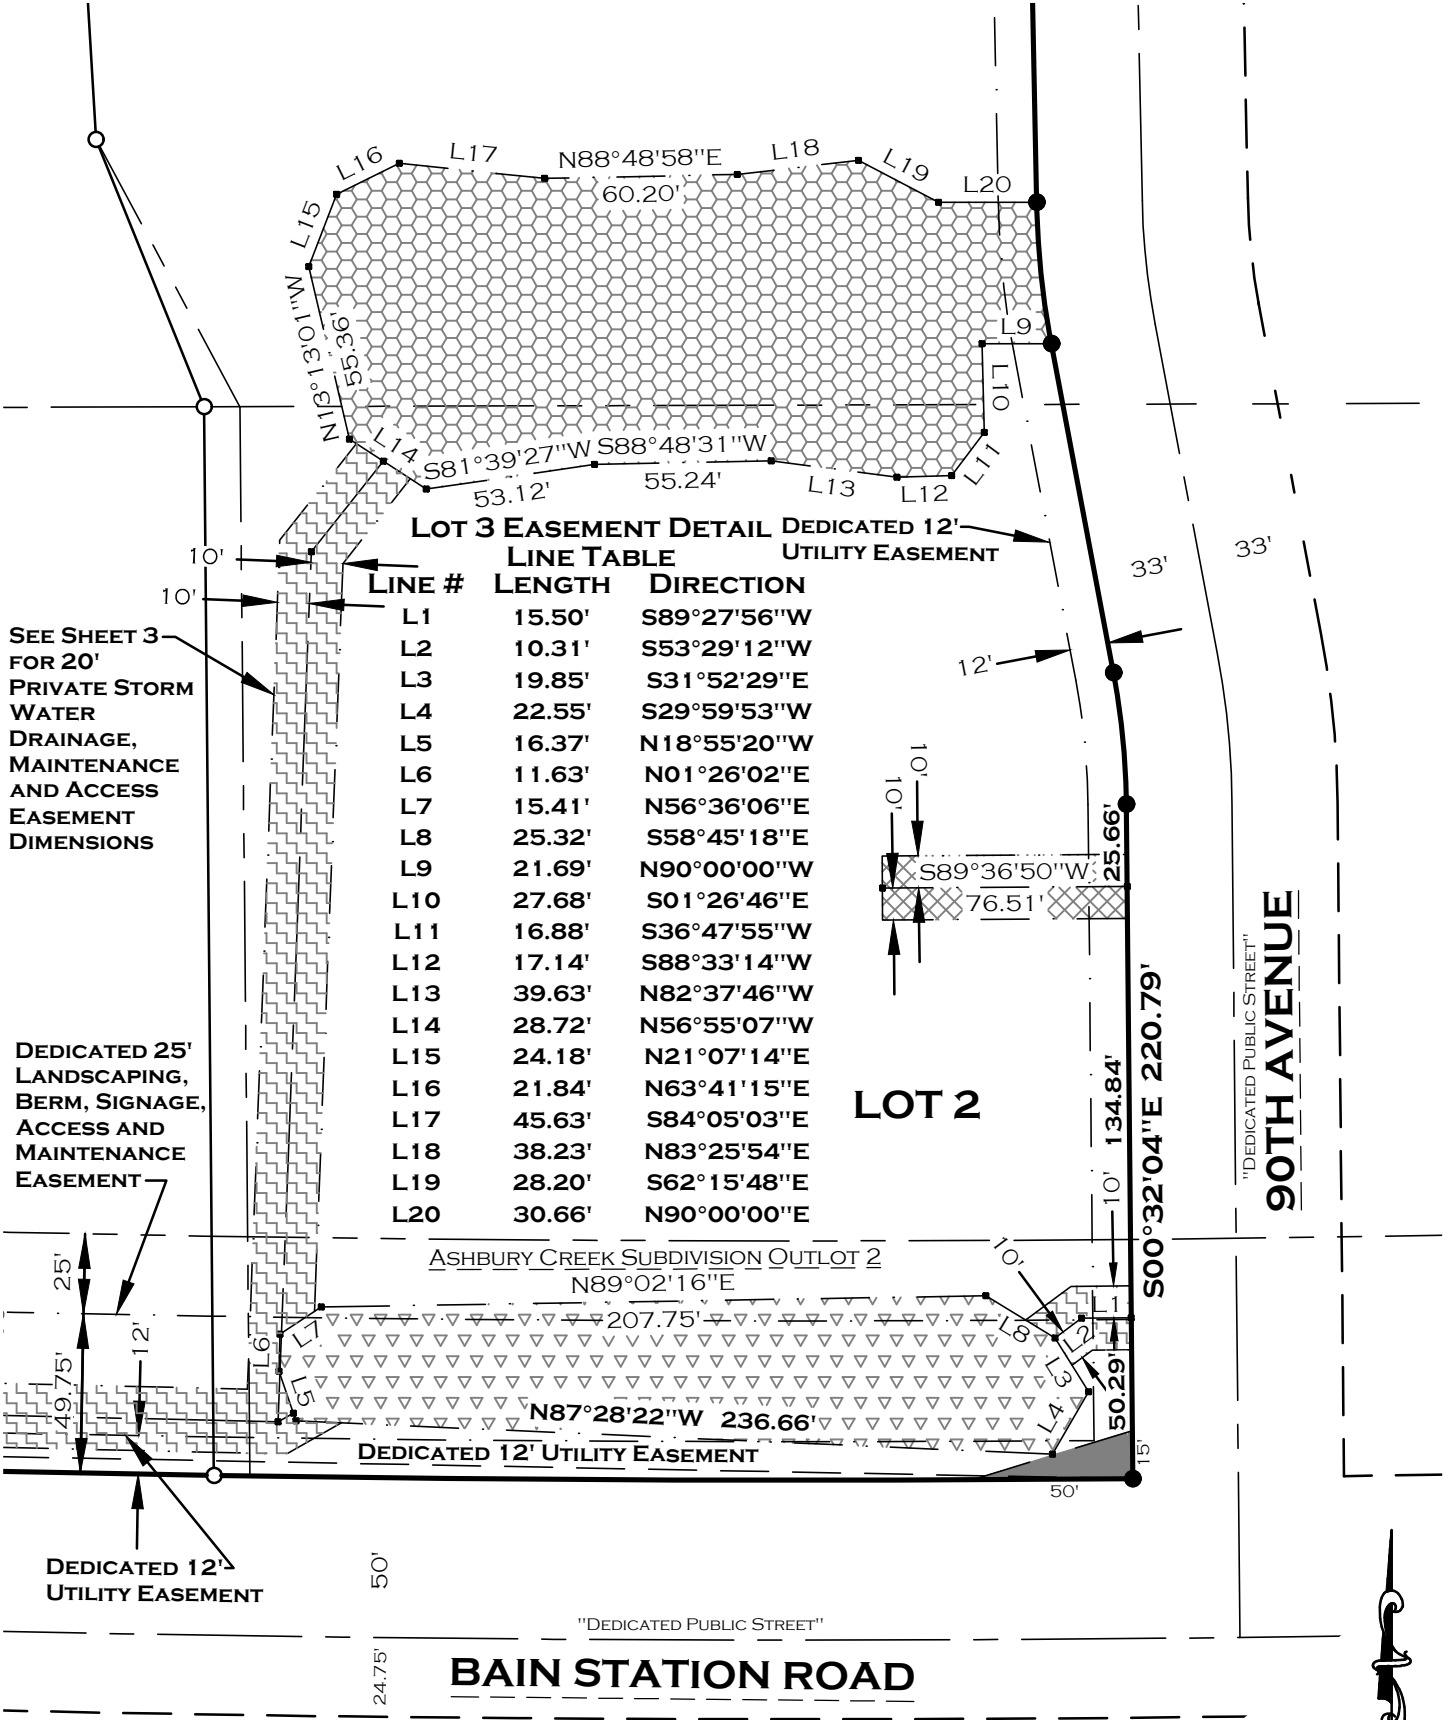 L16
L17
N88°48'58"E
60.20'
L18
L19
L20
L15
N13°13'01"W
55.36'
L9
L10
L14
S81°39'27"W
53.12'
S88°48'31"W
55.24'
L13
L12
L11
LOT 3 EASEMENT DETAIL
LINE TABLE
LINE # LENGTH DIRECTION
L1 15.50' S89°27'56"W
L2 10.31' S53°29'12"W
L3 19.85' S31°52'29"E
L4 22.55' S29°59'53"W
L5 16.37' N18°55'20"W
L6 11.63' N01°26'02"E
L7 15.41' N56°36'06"E
L8 25.32' S58°45'18"E
L9 21.69' N90°00'00"W
L10 27.68' S01°26'46"E
L11 16.88' S36°47'55"W
L12 17.14' S88°33'14"W
L13 39.63' N82°37'46"W
L14 28.72' N56°55'07"W
L15 24.18' N21°07'14"E
L16 21.84' N63°41'15"E
L17 45.63' S84°05'03"E
L18 38.23' N83°25'54"E
L19 28.20' S62°15'48"E
L20 30.66' N90°00'00"E
DEDICATED 12'
UTILITY EASEMENT
33'
33'
12'
10'
10'
SEE SHEET 3
FOR 20'
PRIVATE STORM
WATER
DRAINAGE,
MAINTENANCE
AND ACCESS
EASEMENT
DIMENSIONS
10'
10'
S89°36'50"W
76.51'
25.66'
134.84'
S00°32'04"E 220.79'
"DEDICATED PUBLIC STREET"
90TH AVENUE
LOT 2
DEDICATED 25'
LANDSCAPING,
BERM, SIGNAGE,
ACCESS AND
MAINTENANCE
EASEMENT
25'
49.75'
12'
ASHBURY CREEK SUBDIVISION OUTLOT 2
N89°02'16"E
207.75'
10'
10'
L1
L2
L3
L4
L5
L6
L7
L8
50.29'
N87°28'22"W 236.66'
DEDICATED 12' UTILITY EASEMENT
15'
50'
DEDICATED 12'
UTILITY EASEMENT
50'
24.75'
"DEDICATED PUBLIC STREET"
BAIN STATION ROAD